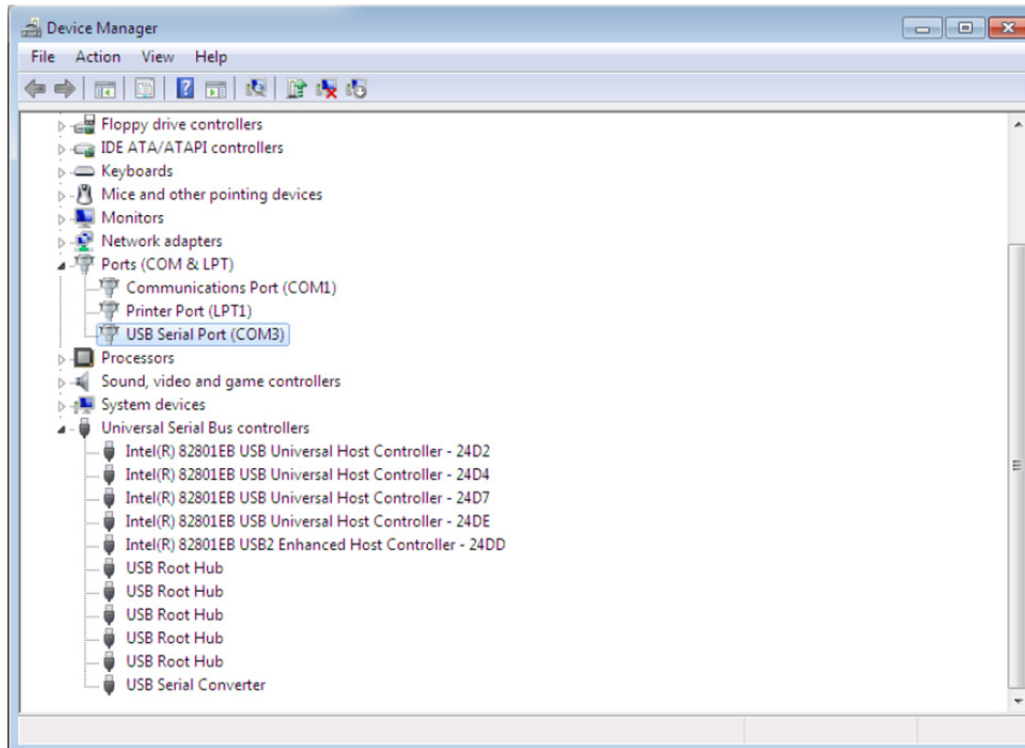 Device Manager
File Action View Help
Floppy drive controllers
IDE ATA/ATAPI controllers
Keyboards
Mice and other pointing devices
Monitors
Network adapters
Ports (COM & LPT)
Communications Port (COM1)
Printer Port (LPT1)
USB Serial Port (COM3)
Processors
Sound, video and game controllers
System devices
Universal Serial Bus controllers
Intel(R) 82801EB USB Universal Host Controller - 24D2
Intel(R) 82801EB USB Universal Host Controller - 24D4
Intel(R) 82801EB USB Universal Host Controller - 24D7
Intel(R) 82801EB USB Universal Host Controller - 24DE
Intel(R) 82801EB USB2 Enhanced Host Controller - 24DD
USB Root Hub
USB Root Hub
USB Root Hub
USB Root Hub
USB Root Hub
USB Serial Converter